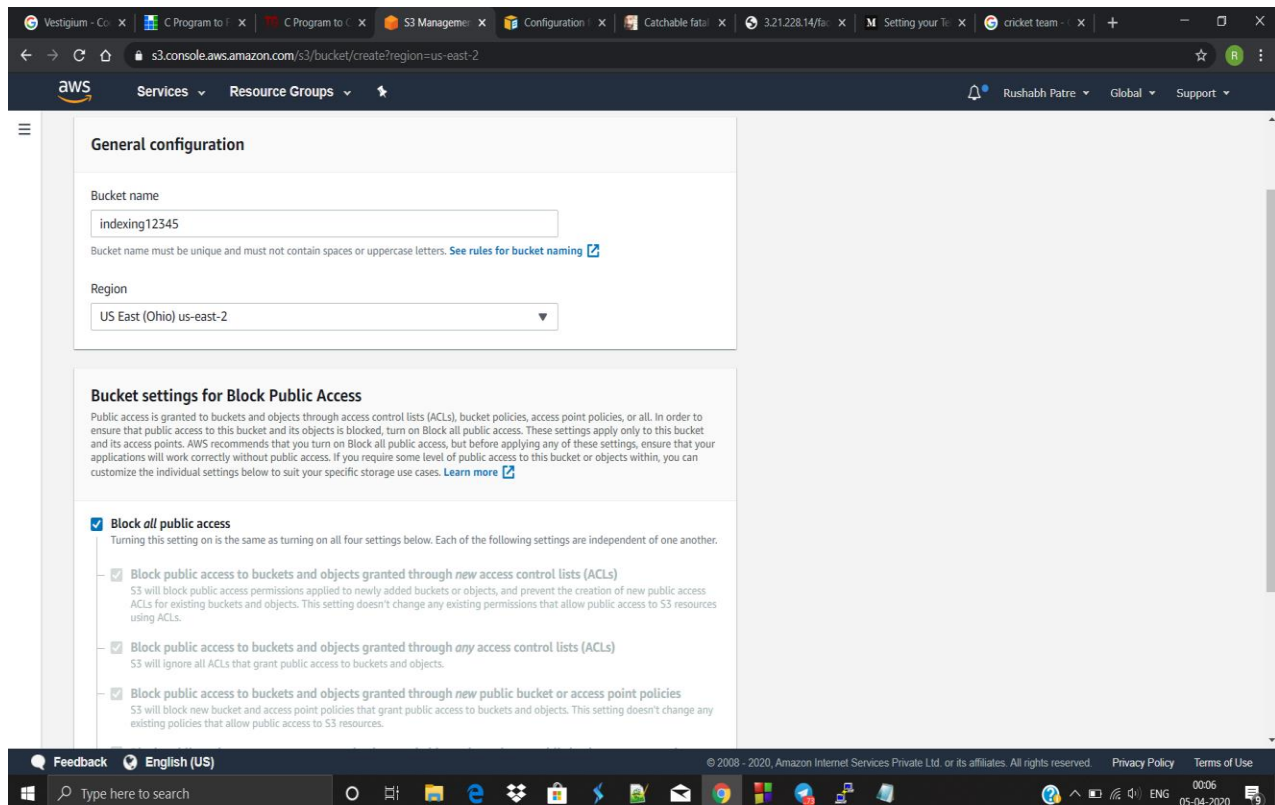 Vestigium - Co
C Program to F
C Program to C
S3 Manageme
Configuration
Catchable fatal
3.21.228.14/fac
Setting your Te
cricket team -
s3.console.aws.amazon.com/s3/bucket/create?region=us-east-2
R
aws
Services
Resource Groups
Rushabh Patre
Global
Support
General configuration
Bucket name
indexing12345
Bucket name must be unique and must not contain spaces or uppercase letters. See rules for bucket naming
Region
US East (Ohio) us-east-2
Bucket settings for Block Public Access
Public access is granted to buckets and objects through access control lists (ACLs), bucket policies, access point policies, or all. In order to
ensure that public access to this bucket and its objects is blocked, turn on Block all public access. These settings apply only to this bucket
and its access points. AWS recommends that you turn on Block all public access, but before applying any of these settings, ensure that your
applications will work correctly without public access. If you require some level of public access to this bucket or objects within, you can
customize the individual settings below to suit your specific storage use cases. Learn more
Block all public access
Turning this setting on is the same as turning on all four settings below. Each of the following settings are independent of one another.
Block public access to buckets and objects granted through new access control lists (ACLs)
S3 will block public access permissions applied to newly added buckets or objects, and prevent the creation of new public access
ACLs for existing buckets and objects. This setting doesn't change any existing permissions that allow public access to S3 resources
using ACLs.
Block public access to buckets and objects granted through any access control lists (ACLs)
S3 will ignore all ACLs that grant public access to buckets and objects.
Block public access to buckets and objects granted through new public bucket or access point policies
S3 will block new bucket and access point policies that grant public access to buckets and objects. This setting doesn't change any
existing policies that allow public access to S3 resources.
Feedback
English (US)
© 2008 - 2020, Amazon Internet Services Private Ltd. or its affiliates. All rights reserved.
Privacy Policy
Terms of Use
Type here to search
ENG
00:06
05-04-2020
9